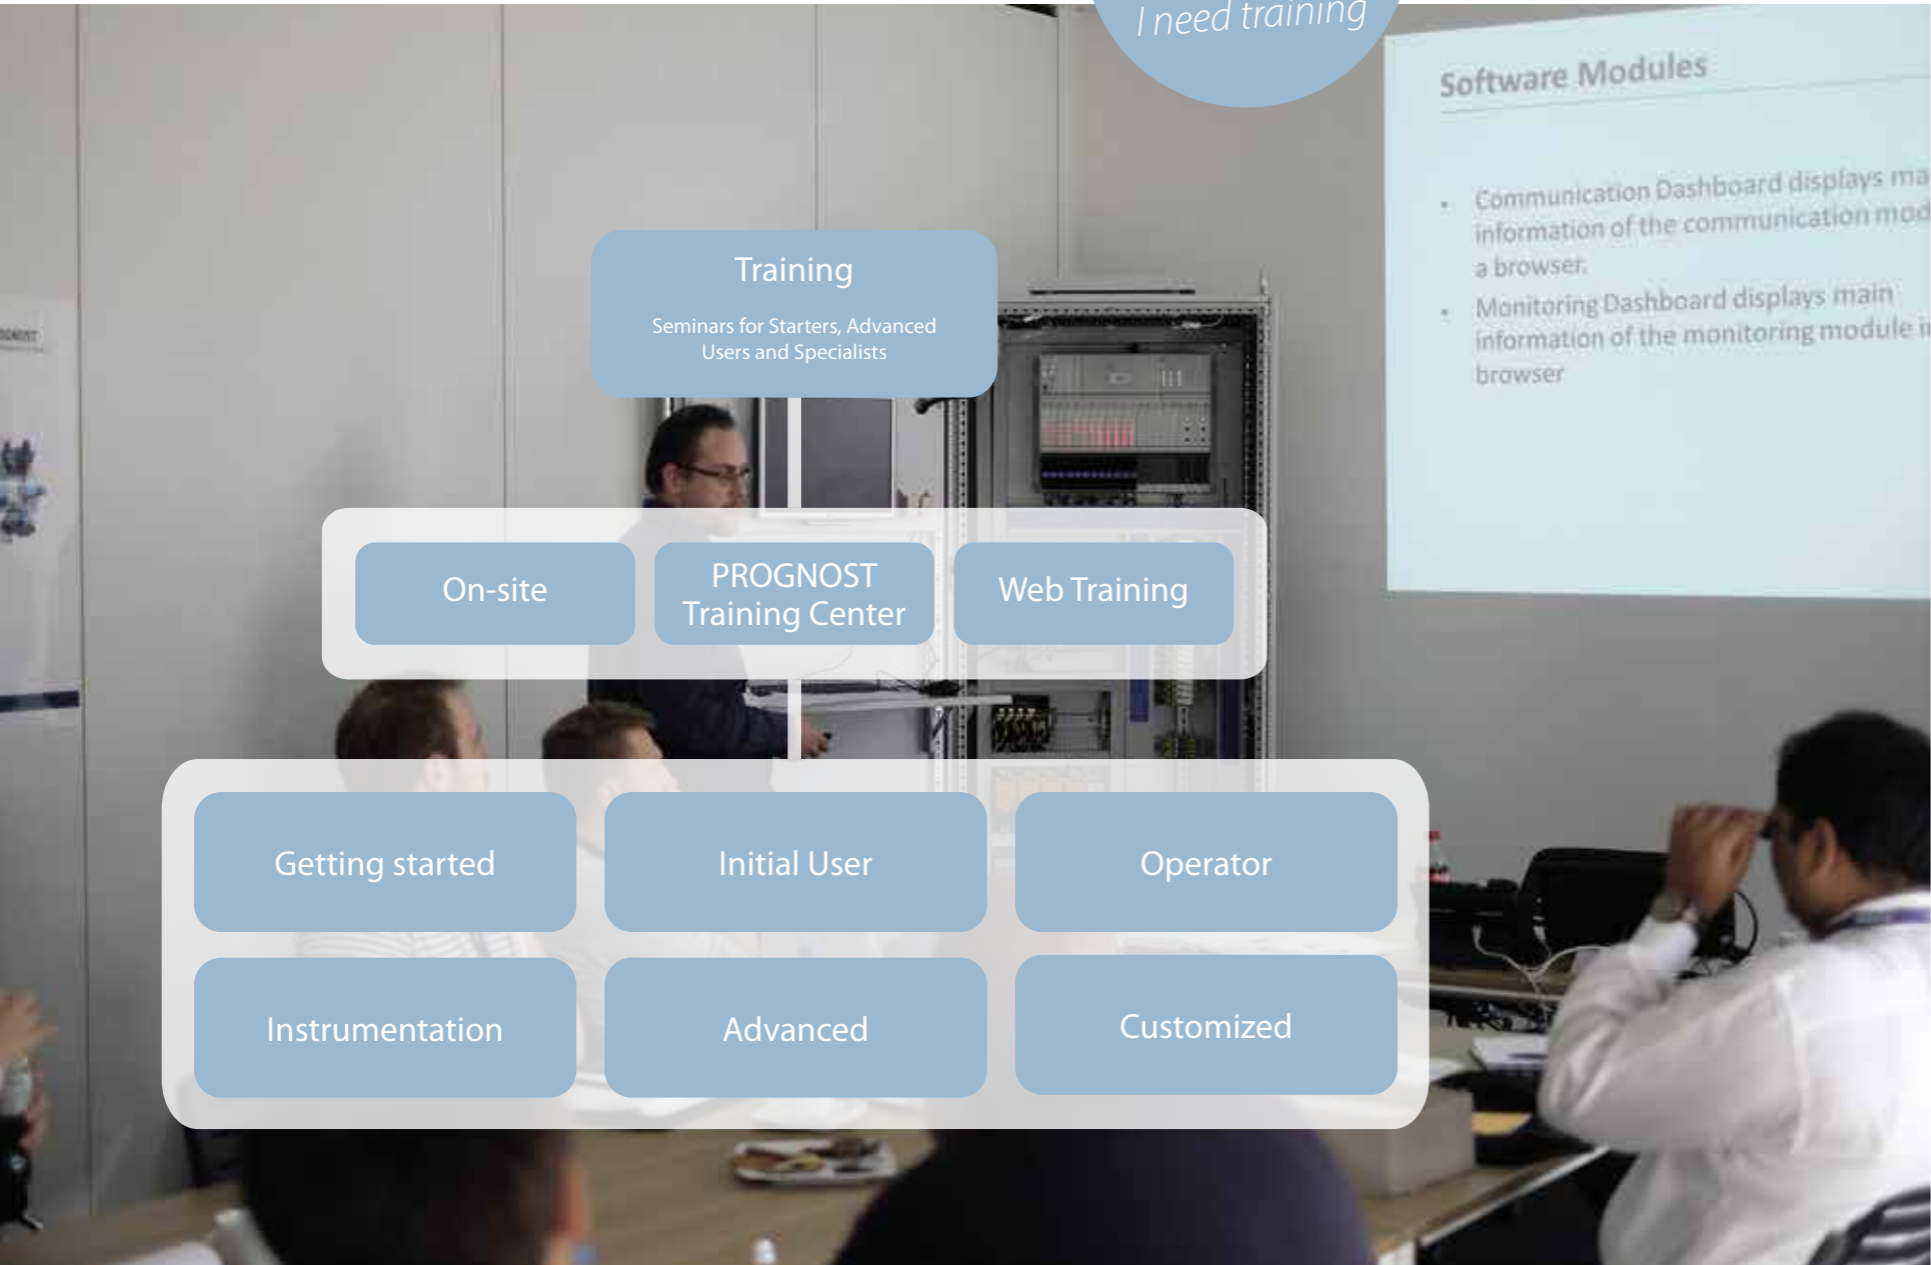 I need training
Software Modules
• Communication Dashboard displays
information of the communication
a browser.
• Monitoring Dashboard displays main
information of the monitoring module
browser
Training
Seminars for Starters, Advanced
Users and Specialists
On-site
PROGNOST
Training Center
Web Training
Getting started
Initial User
Operator
Instrumentation
Advanced
Customized